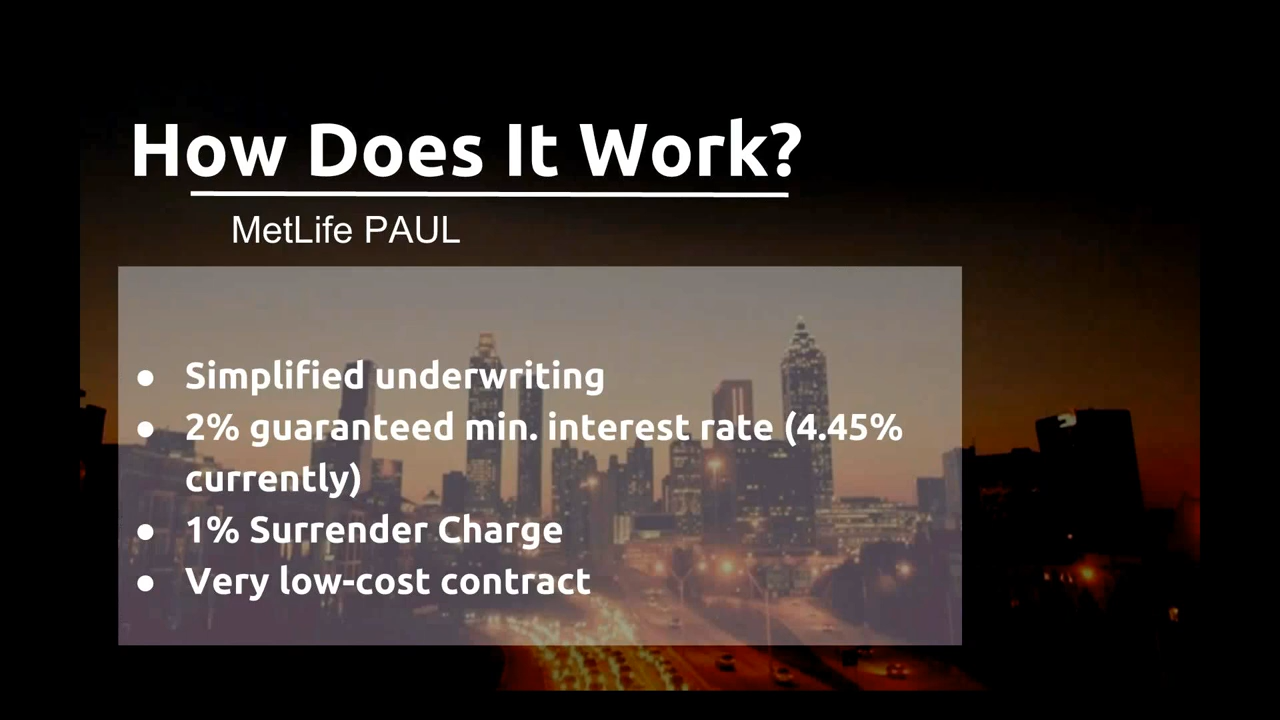 How Does It Work?
MetLife PAUL
● Simplified underwriting
● 2% guaranteed min. interest rate (4.45%
currently)
● 1% Surrender Charge
● Very low-cost contract